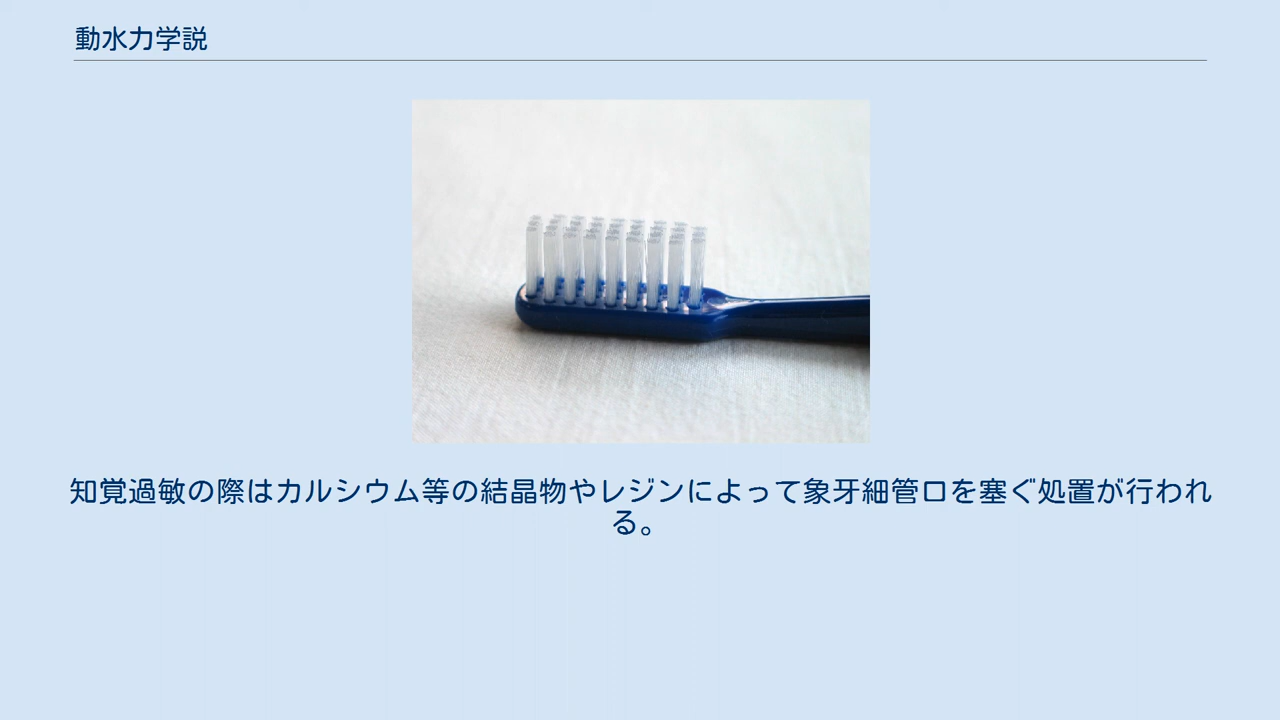 動水力学説
知覚過敏の際はカルシウム等の結晶物やレジンによって象牙細管口を塞ぐ処置が行われ
る。